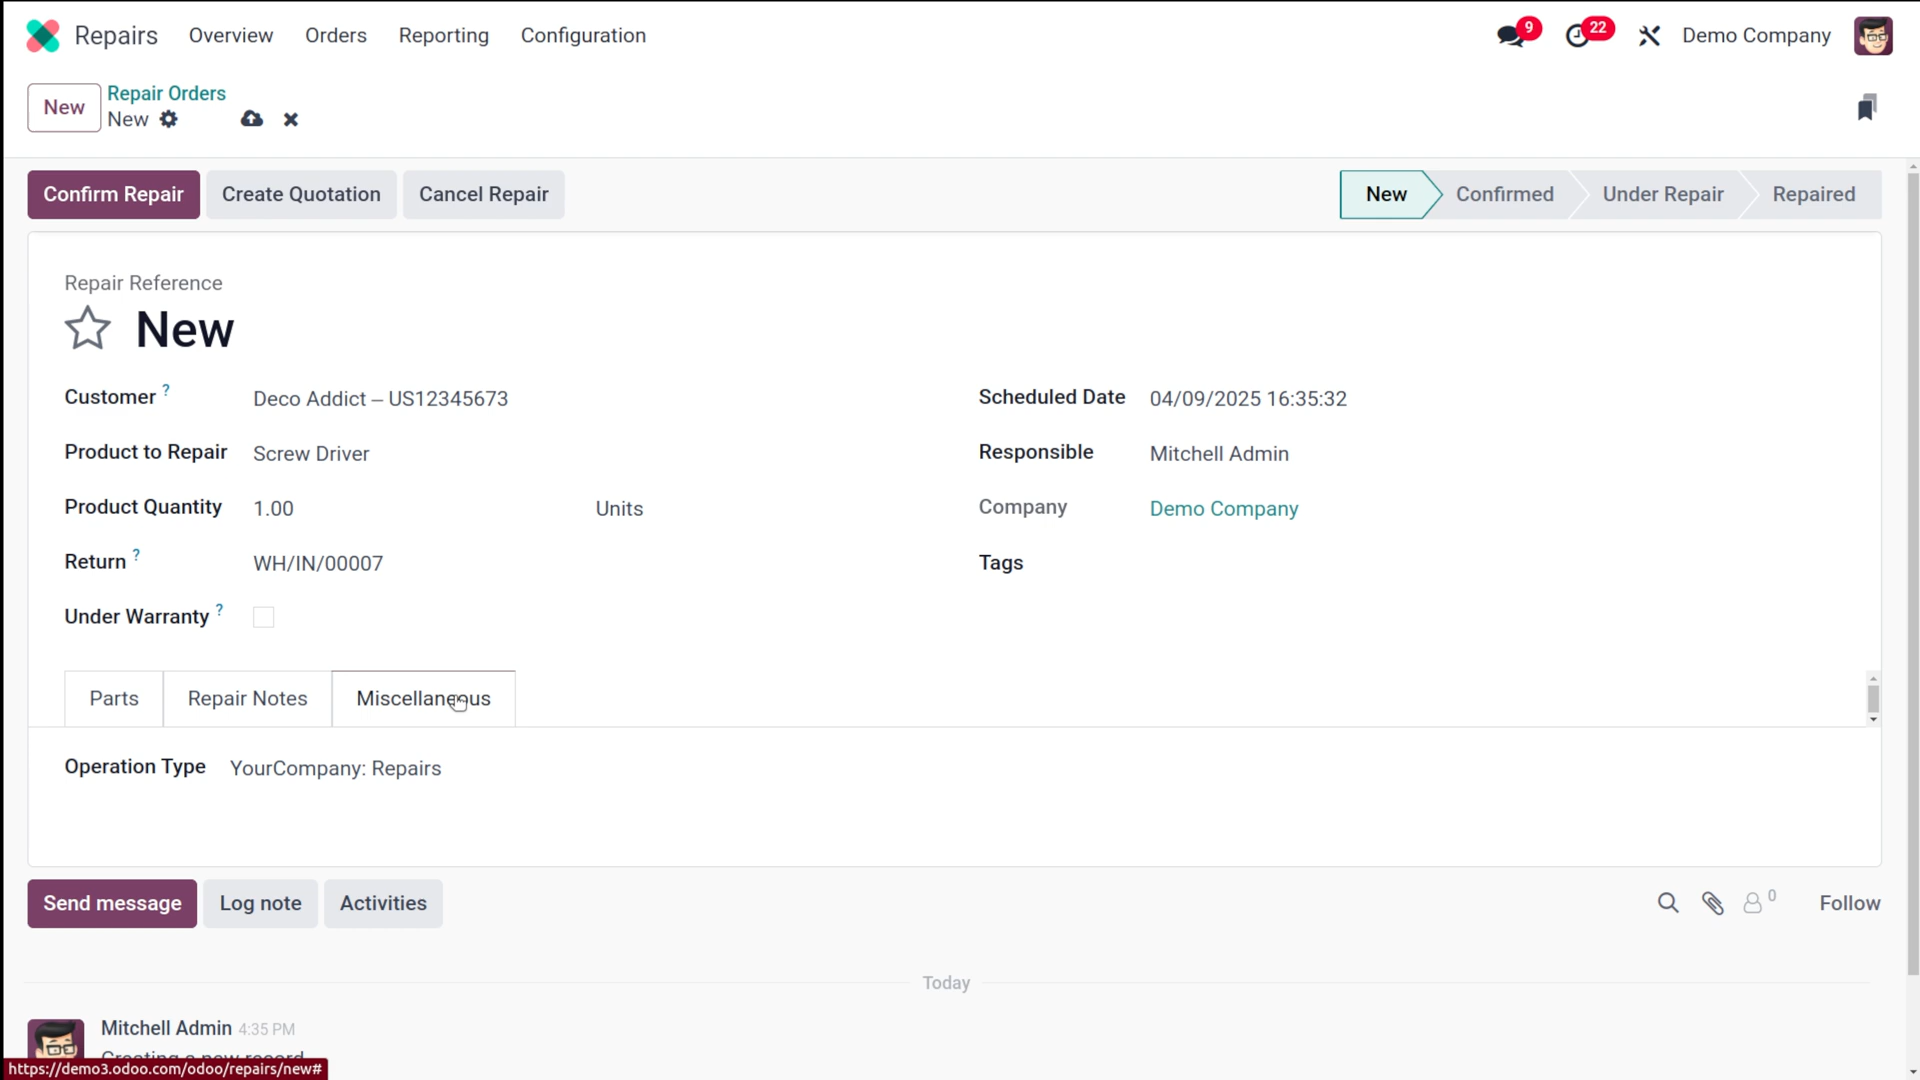 Repairs Overview Orders Reporting Configuration 9 22 Demo Company
New Repair Orders
New
Confirm Repair Create Quotation Cancel Repair New Confirmed Under Repair Repaired
Repair Reference
New
Customer ? Deco Addict – US12345673 Scheduled Date 04/09/2025 16:35:32
Product to Repair Screw Driver Responsible Mitchell Admin
Product Quantity 1.00 Units Company Demo Company
Return ? WH/IN/00007 Tags
Under Warranty ?
Parts Repair Notes Miscellaneous
Operation Type YourCompany: Repairs
Send message Log note Activities 0 Follow
Today
Mitchell Admin 4:35 PM
Creating a new record
https://demo3.odoo.com/odoo/repairs/new#